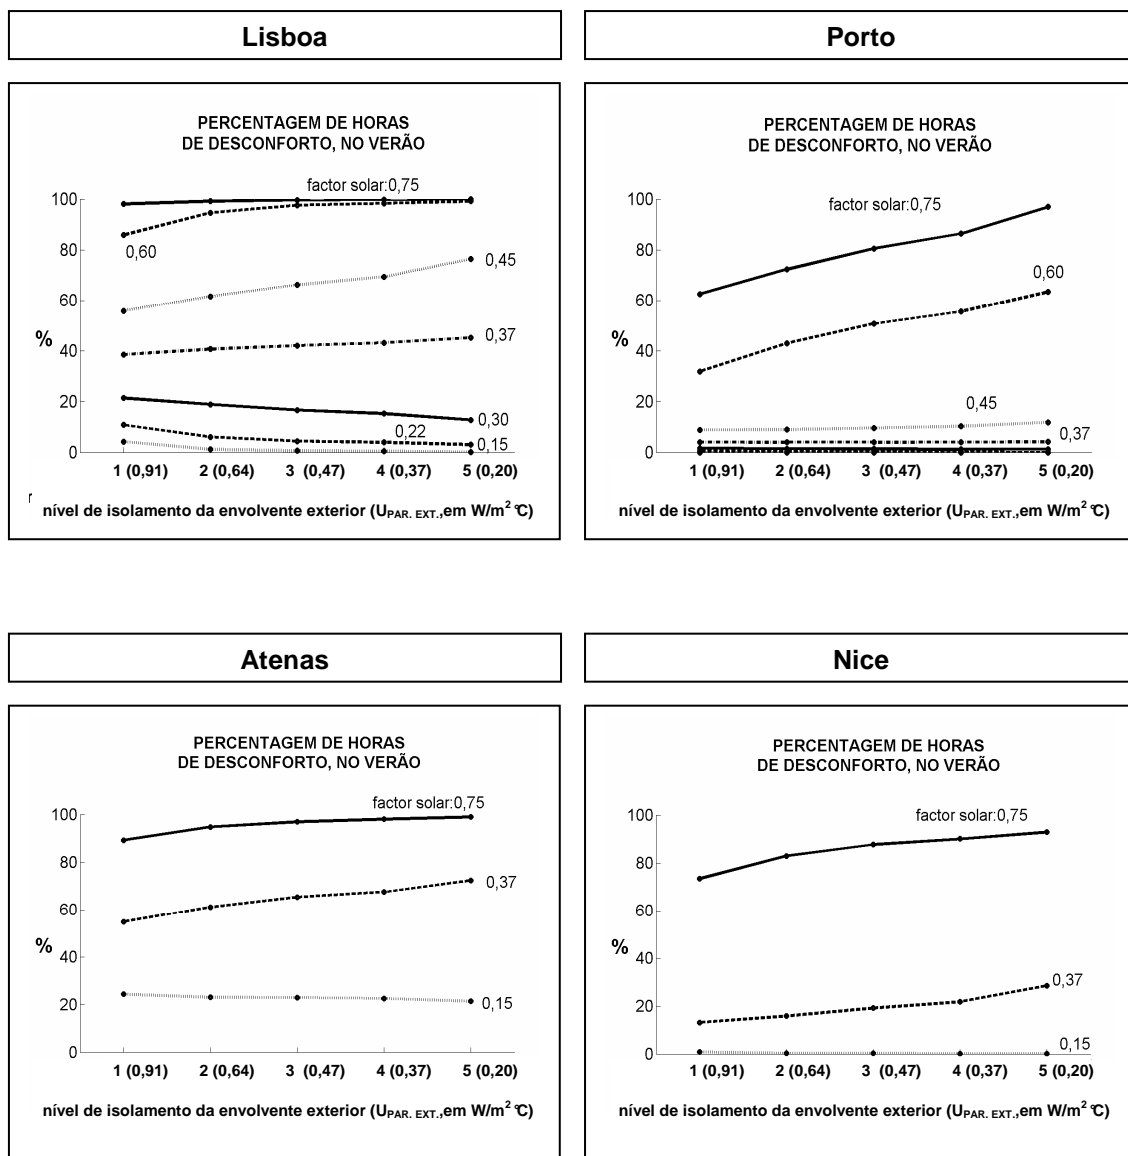 Lisboa
PERCENTAGEM DE HORAS
DE DESCONFORTO, NO VERÃO
factor solar:0,75
100
80
60
40
20
0
%
0,60
0,45
0,37
0,30
0,22
0,15
1 (0,91) 2 (0,64) 3 (0,47) 4 (0,37) 5 (0,20)
r
nível de isolamento da envolvente exterior (U PAR. EXT.,em W/m² °C)
Porto
PERCENTAGEM DE HORAS
DE DESCONFORTO, NO VERÃO
factor solar:0,75
100
80
60
40
20
0
%
0,60
0,45
0,37
1 (0,91) 2 (0,64) 3 (0,47) 4 (0,37) 5 (0,20)
nível de isolamento da envolvente exterior (U PAR. EXT.,em W/m² °C)
Atenas
PERCENTAGEM DE HORAS
DE DESCONFORTO, NO VERÃO
factor solar:0,75
100
80
60
40
20
0
%
0,37
0,15
1 (0,91) 2 (0,64) 3 (0,47) 4 (0,37) 5 (0,20)
nível de isolamento da envolvente exterior (U PAR. EXT.,em W/m² °C)
Nice
PERCENTAGEM DE HORAS
DE DESCONFORTO, NO VERÃO
factor solar:0,75
100
80
60
40
20
0
%
0,37
0,15
1 (0,91) 2 (0,64) 3 (0,47) 4 (0,37) 5 (0,20)
nível de isolamento da envolvente exterior (U PAR. EXT.,em W/m² °C)